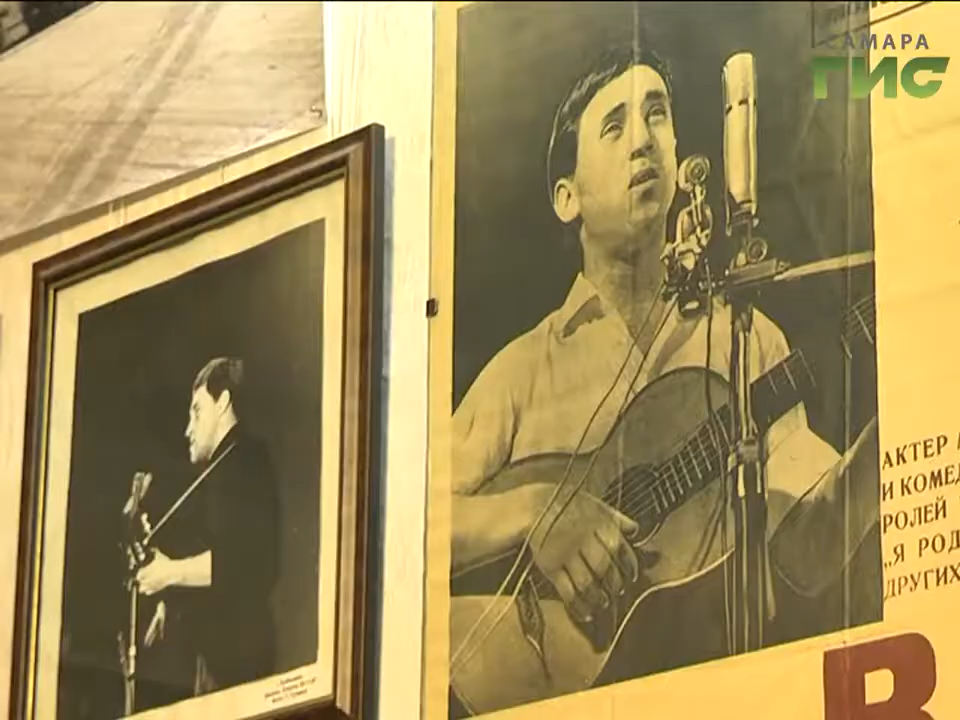 САМАРА
ГИС
АКТЕР
И КОМЕД
РОЛЕЙ
„Я РОД
ДРУГИХ
В